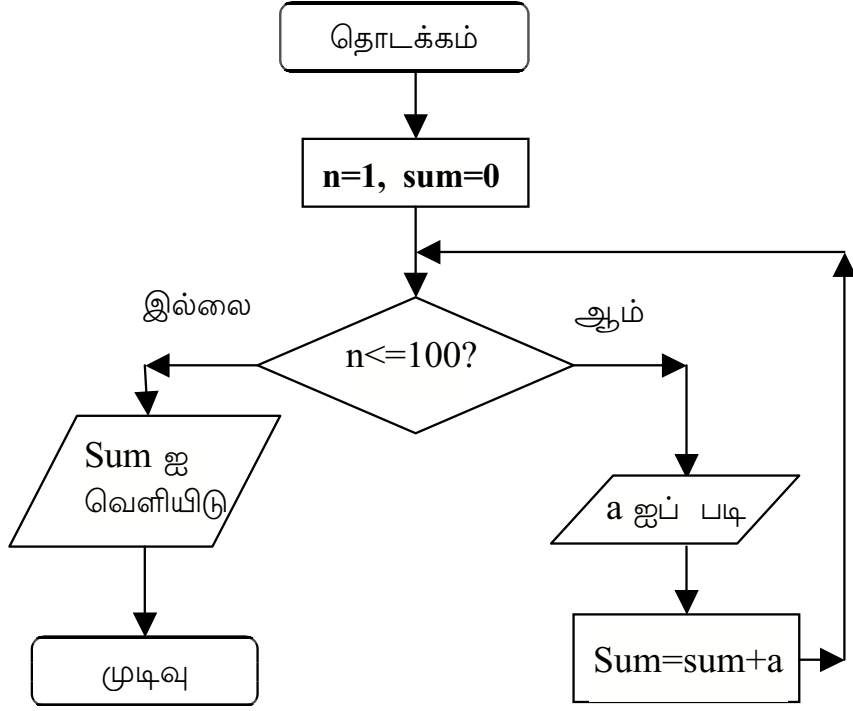 தொடக்கம்
n=1, sum=0
இல்லை
ஆம்
n<=100?
Sum ஐ
வெளியிடு
a ஐப் படி
Sum=sum+a
முடிவு